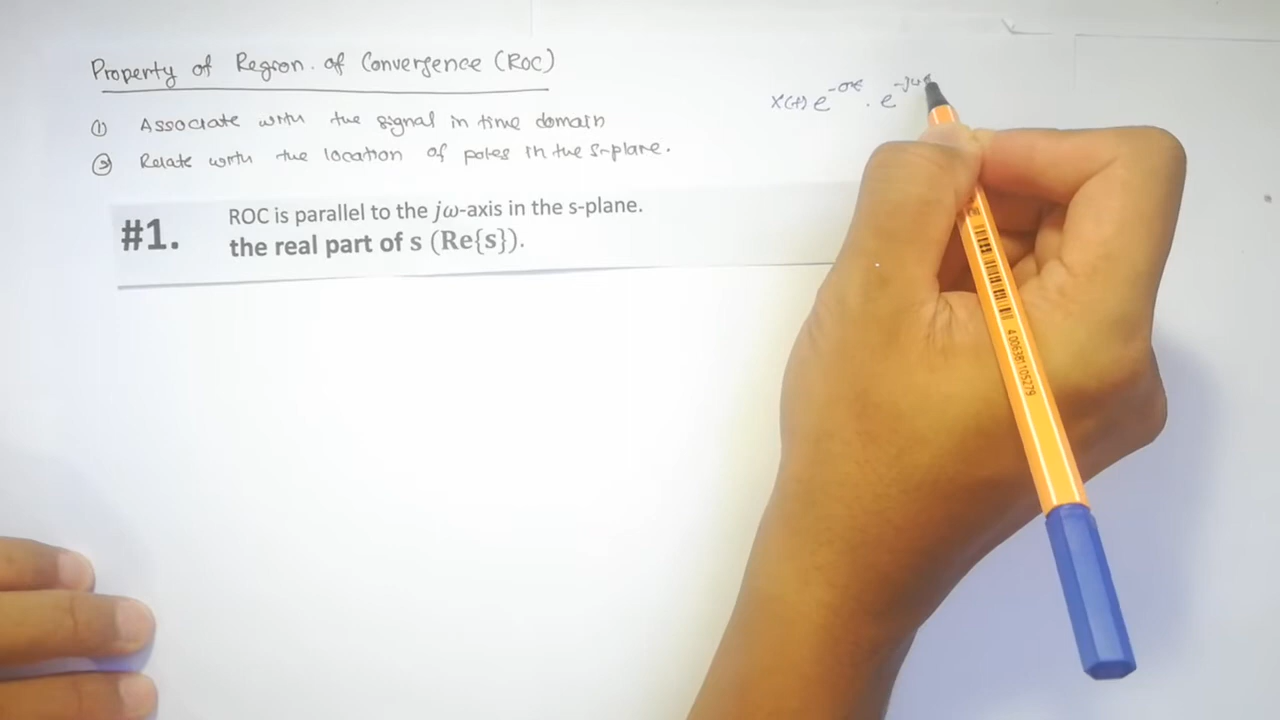 Property of Region of Convergence (ROC)
① Associate with the signal in time domain
② Relate with the location of poles in the s-plane.
#1. ROC is parallel to the jω-axis in the s-plane.
the real part of s (Re{s}).
x(t) e^-σt . e^-jωt
4006381105279